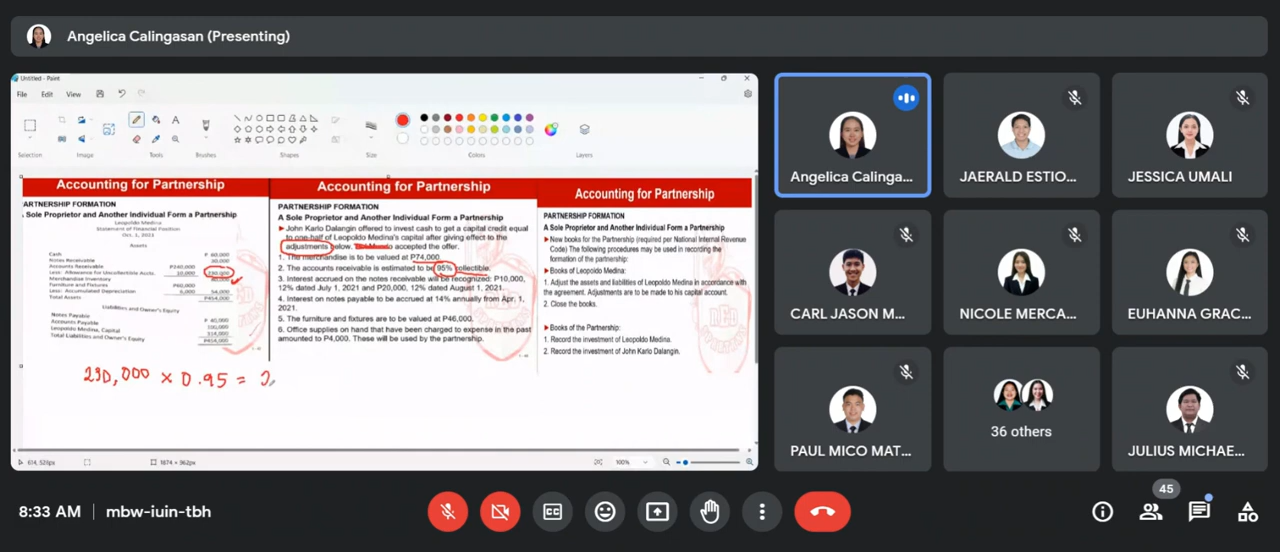 Angelica Calingasan (Presenting)
Untitled - Paint
File Edit View
Selection Image Tools Brushes Shapes Size Colors Layers
Accounting for Partnership
ARTNERSHIP FORMATION
Sole Proprietor and Another Individual Form a Partnership
Leopoldo Medina
Statement of Financial Position
Oct. 1, 2021
Assets
Cash P 60,000
Notes Receivable 30,000
Accounts Receivable P240,000
Less: Allowance for Uncollectible Accts. 10,000 230,000
Merchandise Inventory 80,000
Furniture and Fixtures P60,000
Less: Accumulated Depreciation 6,000 54,000
Total Assets P454,000
Liabilities and Owner's Equity
Notes Payable P 40,000
Accounts Payable 100,000
Leopoldo Medina, Capital 314,000
Total Liabilities and Owner's Equity P454,000
Accounting for Partnership
PARTNERSHIP FORMATION
A Sole Proprietor and Another Individual Form a Partnership
John Karlo Dalangin offered to invest cash to get a capital credit equal
to one-half of Leopoldo Medina's capital after giving effect to the
adjustments below. accepted the offer.
1. The merchandise is to be valued at P74,000.
2. The accounts receivable is estimated to be 95% collectible.
3. Interest accrued on the notes receivable will be recognized: P10,000,
12% dated July 1, 2021 and P20,000, 12% dated August 1, 2021.
4. Interest on notes payable to be accrued at 14% annually from Apr. 1,
2021.
5. The furniture and fixtures are to be valued at P46,000.
6. Office supplies on hand that have been charged to expense in the past
amounted to P4,000. These will be used by the partnership.
Accounting for Partnership
PARTNERSHIP FORMATION
A Sole Proprietor and Another Individual Form a Partnership
New books for the Partnership (required per National Internal Revenue
Code) The following procedures may be used in recording the
formation of the partnership:
Books of Leopoldo Medina:
1. Adjust the assets and liabilities of Leopoldo Medina in accordance with
the agreement. Adjustments are to be made to his capital account.
2. Close the books.
Books of the Partnership:
1. Record the investment of Leopoldo Medina.
2. Record the investment of John Karlo Dalangin.
230,000 × 0.95 = 2
614, 529px 1674 × 362px 100%
Angelica Calinga...
JAERALD ESTIO...
JESSICA UMALI
CARL JASON M...
NICOLE MERCA...
EUHANNA GRAC...
PAUL MICO MAT...
36 others
JULIUS MICHAE...
8:33 AM | mbw-iuin-tbh
CC
45